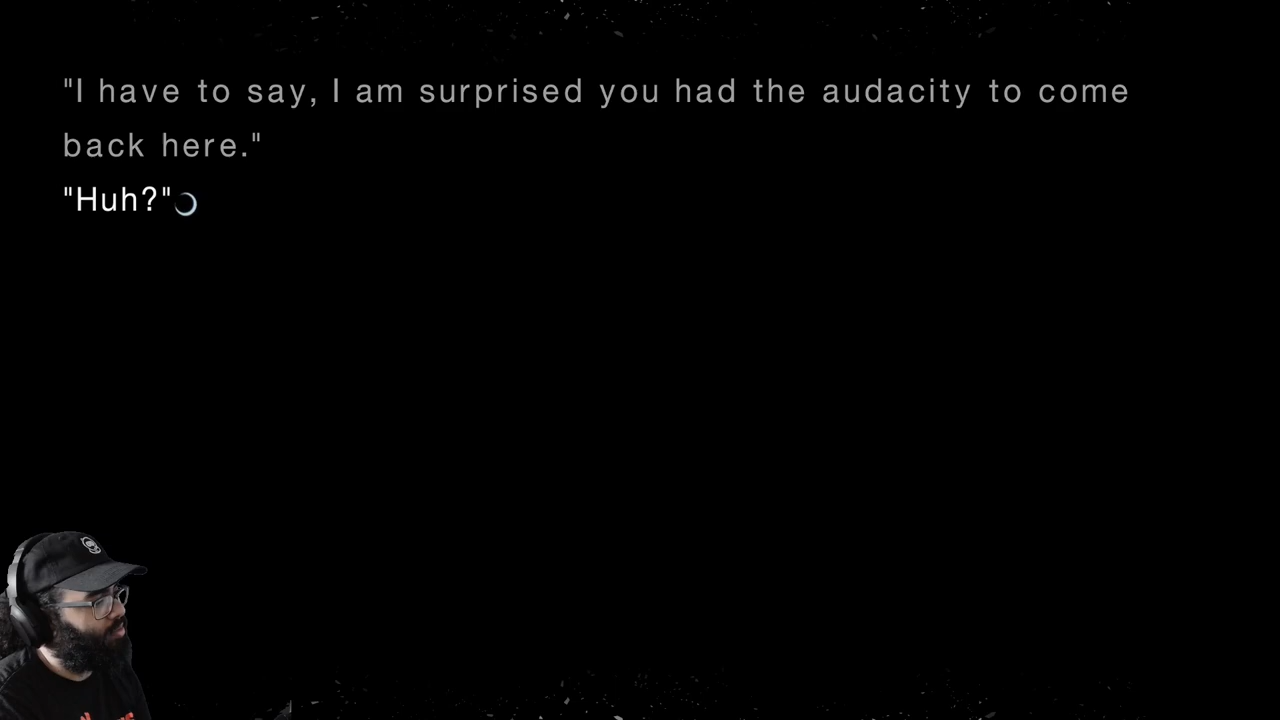 "I have to say, I am surprised you had the audacity to come
back here."
"Huh?"